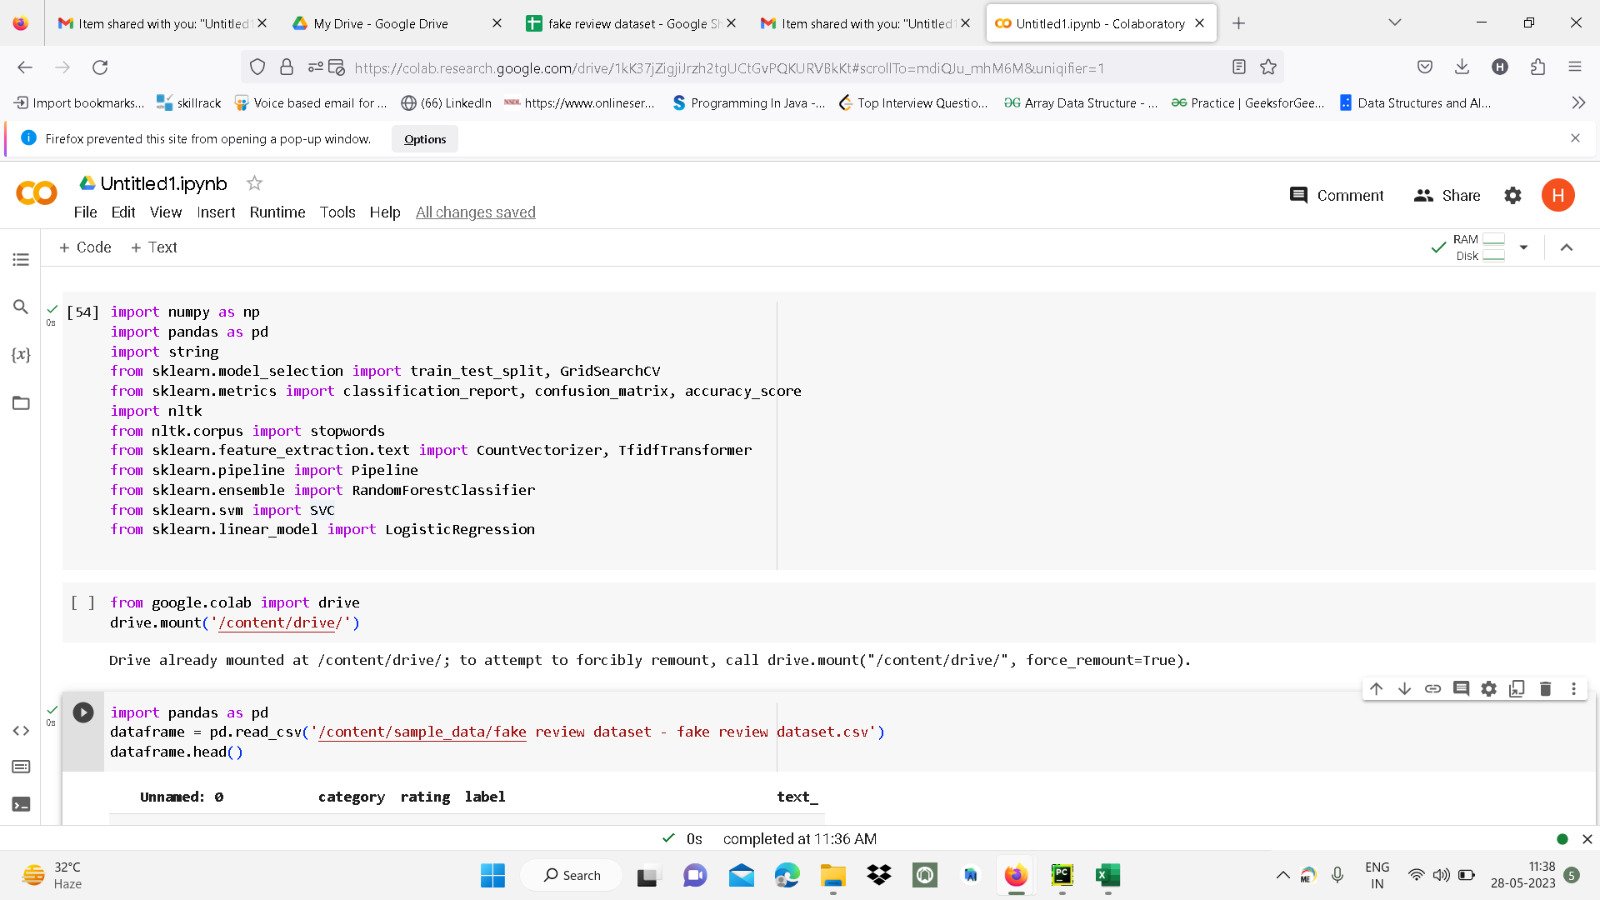 Item shared with you: "Untitled
My Drive - Google Drive
fake review dataset - Google Sh
Item shared with you: "Untitled
Untitled1.ipynb - Colaboratory
https://colab.research.google.com/drive/1kK37jZigjiJrzh2tgUCtGvPQKURVBkKt#scrollTo=mdiQJu_mhM6M&uniqifier=1
H
Import bookmarks...
skillrack
Voice based email for ...
(66) LinkedIn
https://www.onlineser...
Programming In Java -...
Top Interview Questio...
Array Data Structure - ...
Practice | GeeksforGee...
Data Structures and Al...
Firefox prevented this site from opening a pop-up window.
Options
Untitled1.ipynb
Comment
Share
H
File Edit View Insert Runtime Tools Help All changes saved
+ Code + Text
RAM
Disk
[54] import numpy as np
0s
import pandas as pd
import string
from sklearn.model_selection import train_test_split, GridSearchCV
from sklearn.metrics import classification_report, confusion_matrix, accuracy_score
import nltk
from nltk.corpus import stopwords
from sklearn.feature_extraction.text import CountVectorizer, TfidfTransformer
from sklearn.pipeline import Pipeline
from sklearn.ensemble import RandomForestClassifier
from sklearn.svm import SVC
from sklearn.linear_model import LogisticRegression
[ ] from google.colab import drive
drive.mount('/content/drive/')
Drive already mounted at /content/drive/; to attempt to forcibly remount, call drive.mount("/content/drive/", force_remount=True).
0s
import pandas as pd
dataframe = pd.read_csv('/content/sample_data/fake review dataset - fake review dataset.csv')
dataframe.head()
Unnamed: 0 category rating label text_
0s completed at 11:36 AM
32°C
Haze
Search
ENG
IN
11:38
28-05-2023
5